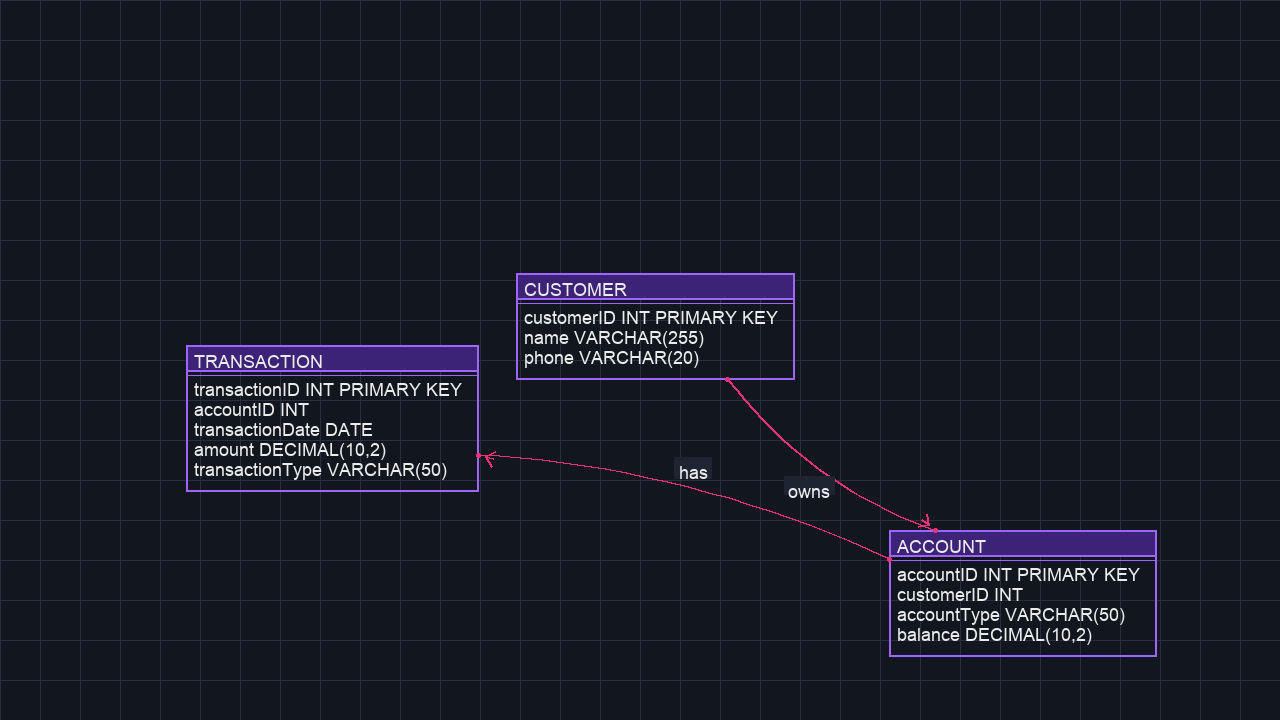 CUSTOMER
customerID INT PRIMARY KEY
name VARCHAR(255)
phone VARCHAR(20)
TRANSACTION
transactionID INT PRIMARY KEY
accountID INT
transactionDate DATE
amount DECIMAL(10,2)
transactionType VARCHAR(50)
has
owns
ACCOUNT
accountID INT PRIMARY KEY
customerID INT
accountType VARCHAR(50)
balance DECIMAL(10,2)